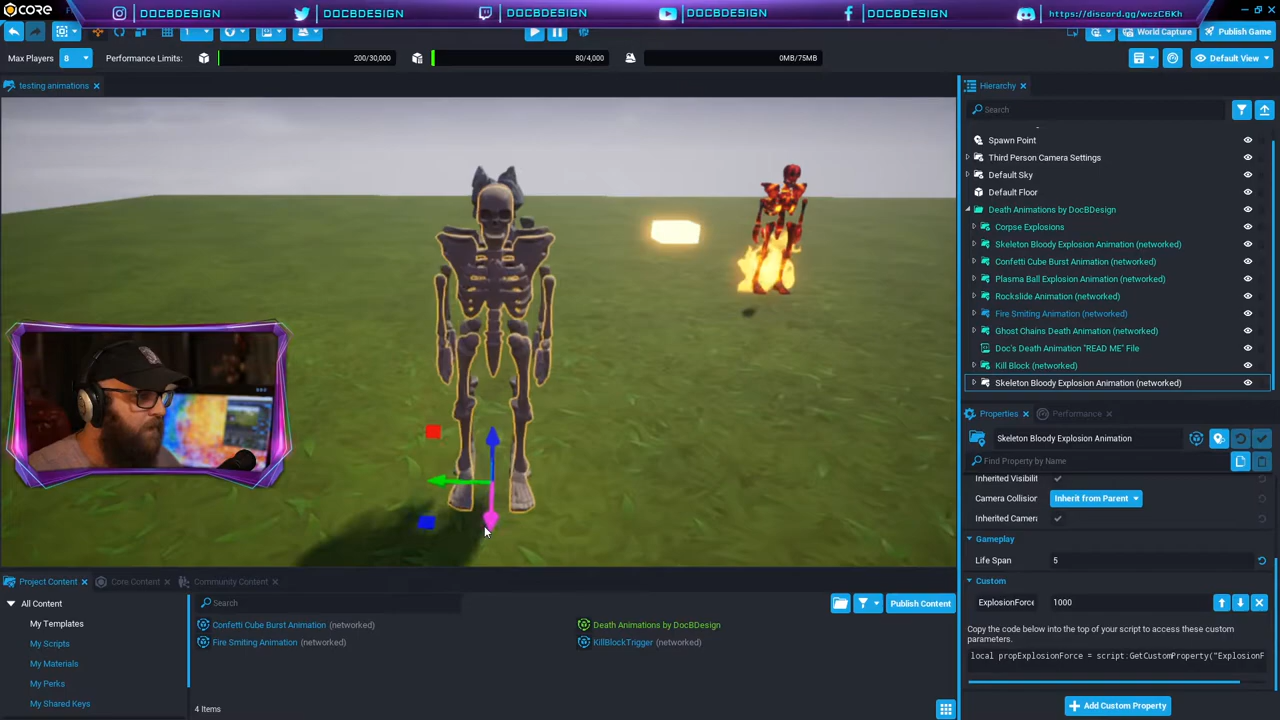 CORE
DOCBDESIGN
DOCBDESIGN
DOCBDESIGN
DOCBDESIGN
DOCBDESIGN
https://discord.gg/wczC6Kh
World Capture
Publish Game
Max Players
8
Performance Limits:
200/30,000
80/4,000
0MB/75MB
Default View
testing animations
Hierarchy
Search
Spawn Point
Third Person Camera Settings
Default Sky
Default Floor
Death Animations by DocBDesign
Corpse Explosions
Skeleton Bloody Explosion Animation (networked)
Confetti Cube Burst Animation (networked)
Plasma Ball Explosion Animation (networked)
Rockslide Animation (networked)
Fire Smiting Animation (networked)
Ghost Chains Death Animation (networked)
Doc's Death Animation "READ ME" File
Kill Block (networked)
Skeleton Bloody Explosion Animation (networked)
Properties
Performance
Skeleton Bloody Explosion Animation
Find Property by Name
Inherited Visibilit
Camera Collision
Inherit from Parent
Inherited Camera
Gameplay
Life Span
5
Custom
ExplosionForce
1000
Copy the code below into the top of your script to access these custom
parameters.
local propExplosionForce = script.GetCustomProperty("ExplosionF
Add Custom Property
Project Content
Core Content
Community Content
All Content
My Templates
My Scripts
My Materials
My Perks
My Shared Keys
Search
Publish Content
Confetti Cube Burst Animation (networked)
Death Animations by DocBDesign
Fire Smiting Animation (networked)
KillBlockTrigger (networked)
4 Items